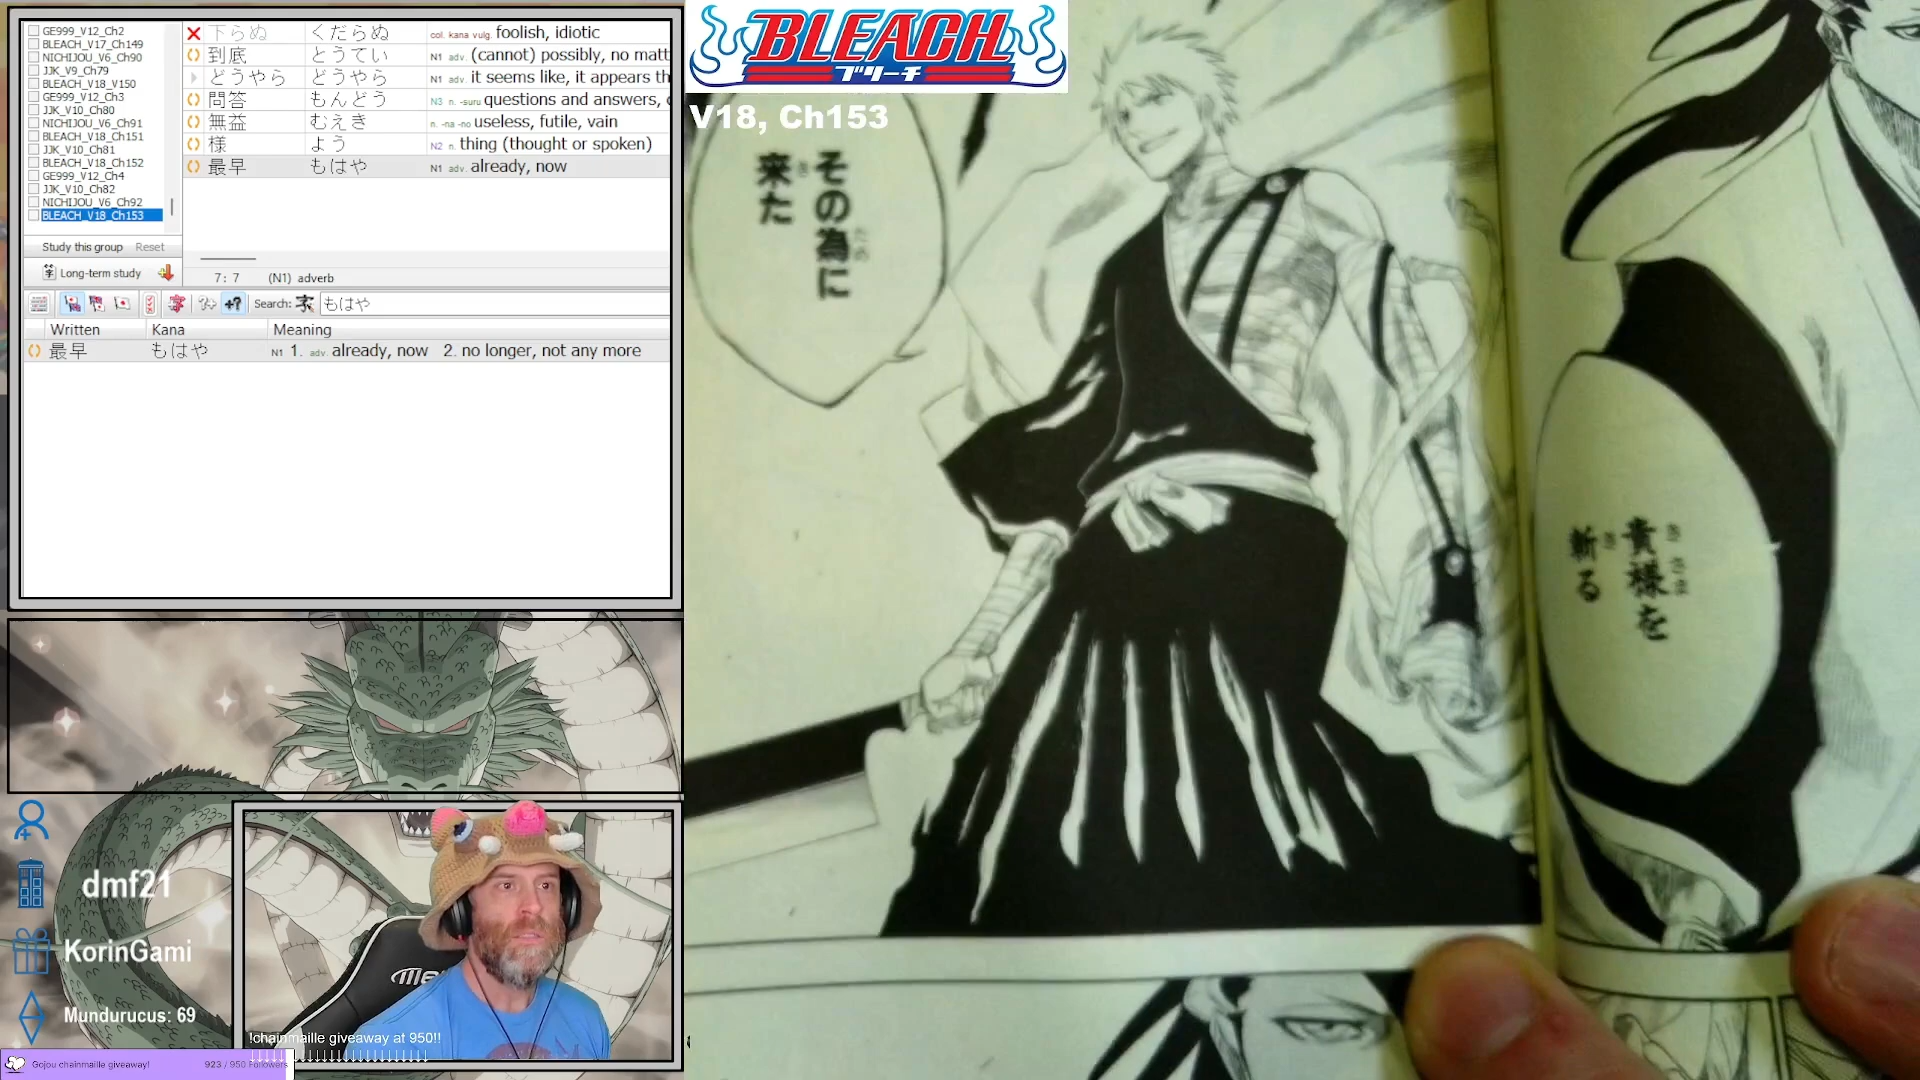 GE999_V12_Ch2
BLEACH_V17_Ch149
NICHIJOU_V6_Ch90
JJK_V9_Ch79
BLEACH_V18_V150
GE999_V12_Ch3
JJK_V10_Ch80
NICHIJOU_V6_Ch91
BLEACH_V18_Ch151
JJK_V10_Ch81
BLEACH_V18_Ch152
GE999_V12_Ch4
JJK_V10_Ch82
NICHIJOU_V6_Ch92
BLEACH_V18_Ch153
Study this group Reset
Long-term study
下らぬ くだらぬ col. kana vulg. foolish, idiotic
到底 とうてい N1 adv. (cannot) possibly, no matt
どうやら どうやら N1 adv. it seems like, it appears th
問答 もんどう N3 n. -suru questions and answers,
無益 むえき n. -na -no useless, futile, vain
様 よう N2 n. thing (thought or spoken)
最早 もはや N1 adv. already, now
7: 7 (N1) adverb
Search: もはや
Written Kana Meaning
最早 もはや N1 1. adv. already, now 2. no longer, not any more
BLEACH
ブリーチ
V18, Ch153
その為に
来た
貴様を
斬る
dmf21
KorinGami
Mundurucus: 69
!chainmaille giveaway at 950!!
Gojou chainmaille giveaway! 923 / 950 Followers